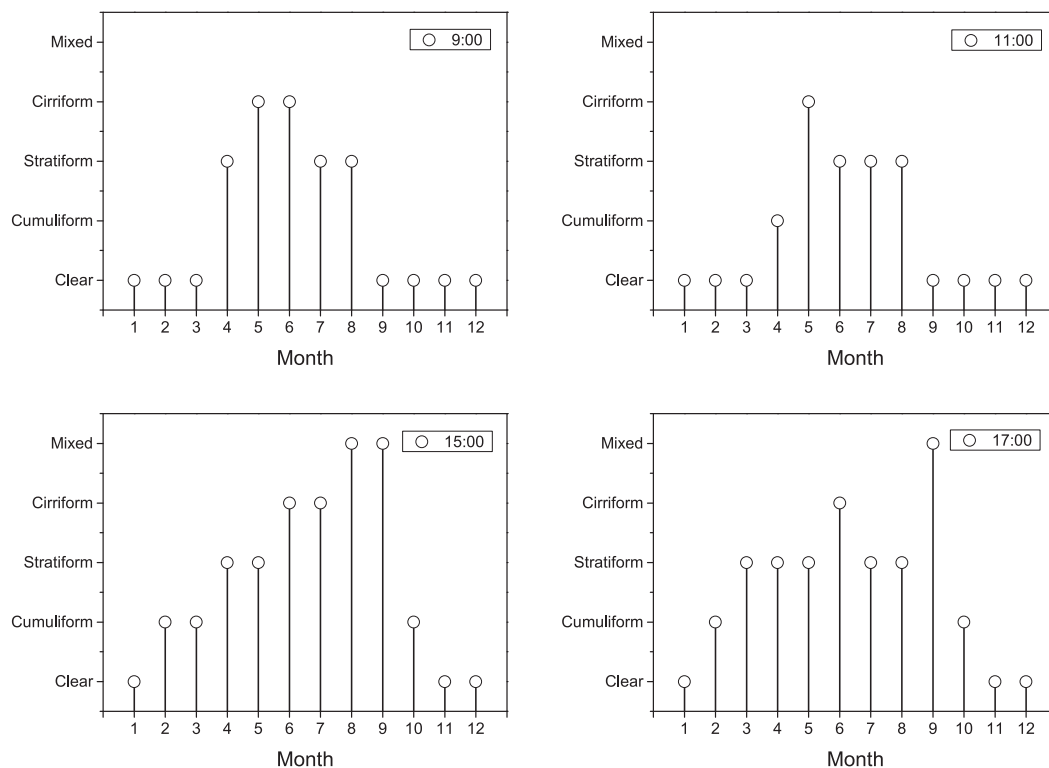 Mixed
Cirriform
Stratiform
Cumuliform
Clear
9:00
1 2 3 4 5 6 7 8 9 10 11 12
Month
Mixed
Cirriform
Stratiform
Cumuliform
Clear
11:00
1 2 3 4 5 6 7 8 9 10 11 12
Month
Mixed
Cirriform
Stratiform
Cumuliform
Clear
15:00
1 2 3 4 5 6 7 8 9 10 11 12
Month
Mixed
Cirriform
Stratiform
Cumuliform
Clear
17:00
1 2 3 4 5 6 7 8 9 10 11 12
Month